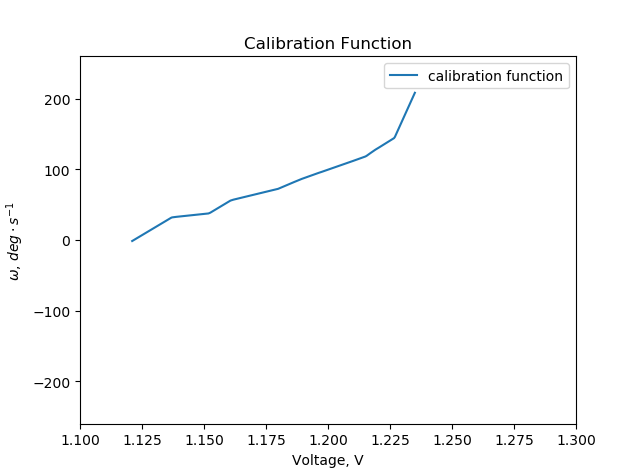 Calibration Function
calibration function
200
100
0
−100
−200
ω, deg · s⁻¹
1.100 1.125 1.150 1.175 1.200 1.225 1.250 1.275 1.300
Voltage, V